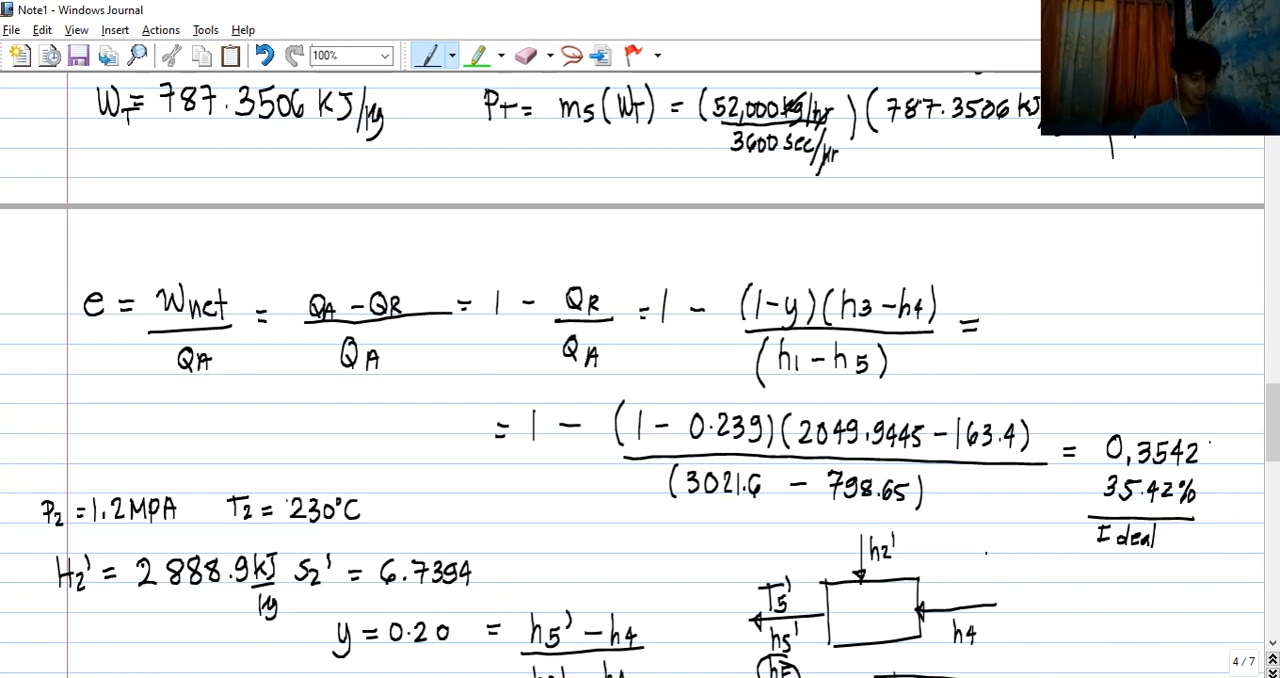 Note1 - Windows Journal
File Edit View Insert Actions Tools Help
100%
WT = 787.3506 KJ/kg PT = ms (WT) = (52,000 kg/hr / 3600 sec/hr) (787.3506 KJ
e = Wnet / QA = QA - QR / QA = 1 - QR / QA = 1 - (1-y)(h3 - h4) / (h1 - h5) =
= 1 - (1 - 0.239)(2049.9445 - 163.4) / (3021.6 - 798.65) = 0,3542
35.42%
Ideal
P2 = 1.2MPA T2 = 230°C
H2' = 2888.9 kJ/kg S2' = 6.7394
h2'
T5'
h5'
h4
y = 0.20 = h5' - h4
4 / 7